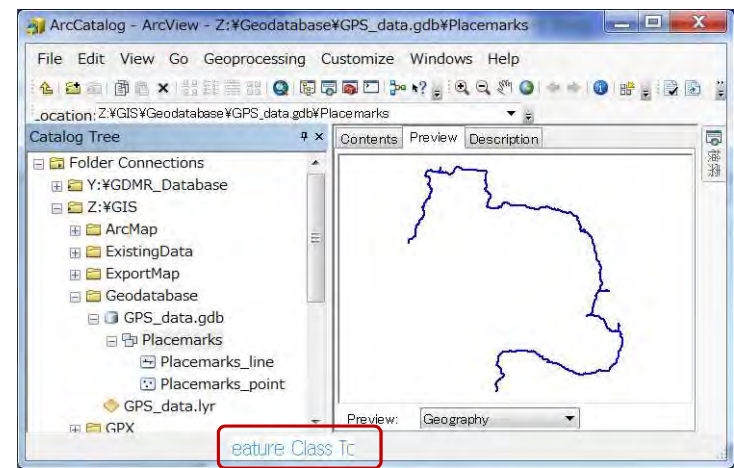 ArcCatalog - ArcView - Z:¥Geodatabase¥GPS_data.gdb¥Placemarks
File Edit View Go Geoprocessing Customize Windows Help
ocation: Z:¥GIS¥Geodatabase¥GPS_data.gdb¥Placemarks
Catalog Tree
Contents Preview Description
Folder Connections
Y:¥GDMR_Database
Z:¥GIS
ArcMap
ExistingData
ExportMap
Geodatabase
GPS_data.gdb
Placemarks
Placemarks_line
Placemarks_point
GPS_data.lyr
GPX
Preview: Geography
eature Class Tc